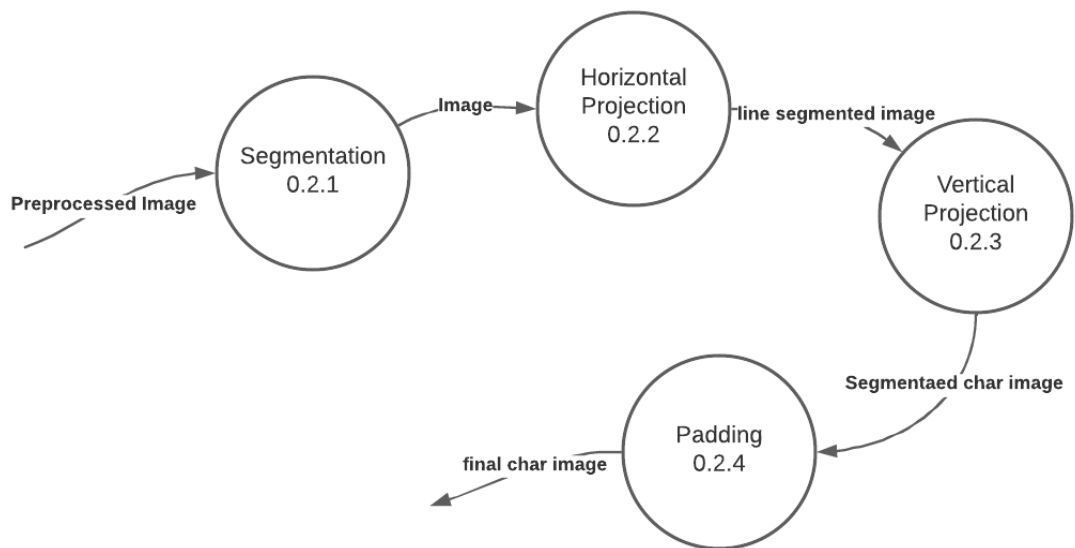 Preprocessed Image
Segmentation
0.2.1
Image
Horizontal
Projection
0.2.2
line segmented image
Vertical
Projection
0.2.3
Segmentaed char image
Padding
0.2.4
final char image